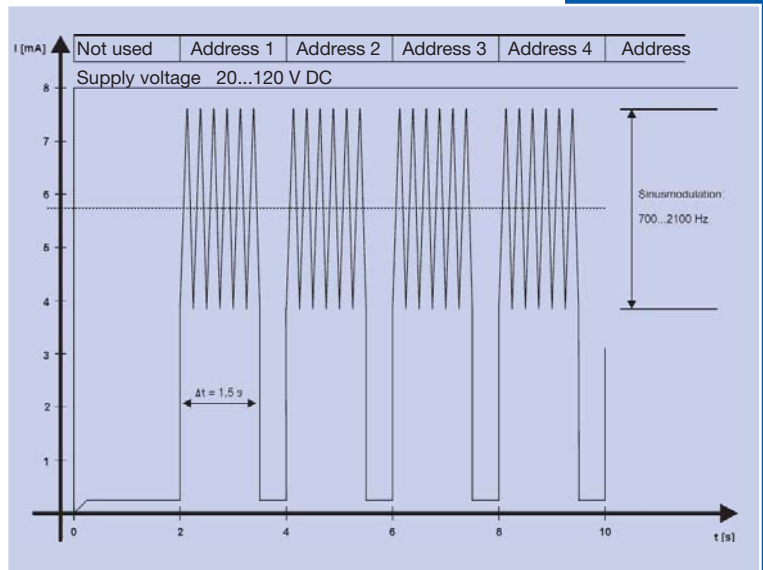 I [mA] Not used Address 1 Address 2 Address 3 Address 4 Address
Supply voltage 20...120 V DC
8
7
6
5
4
3
2
1
Sinusmodulation:
700...2100 Hz
Δt = 1,5 s
0 2 4 6 8 10
t [s]